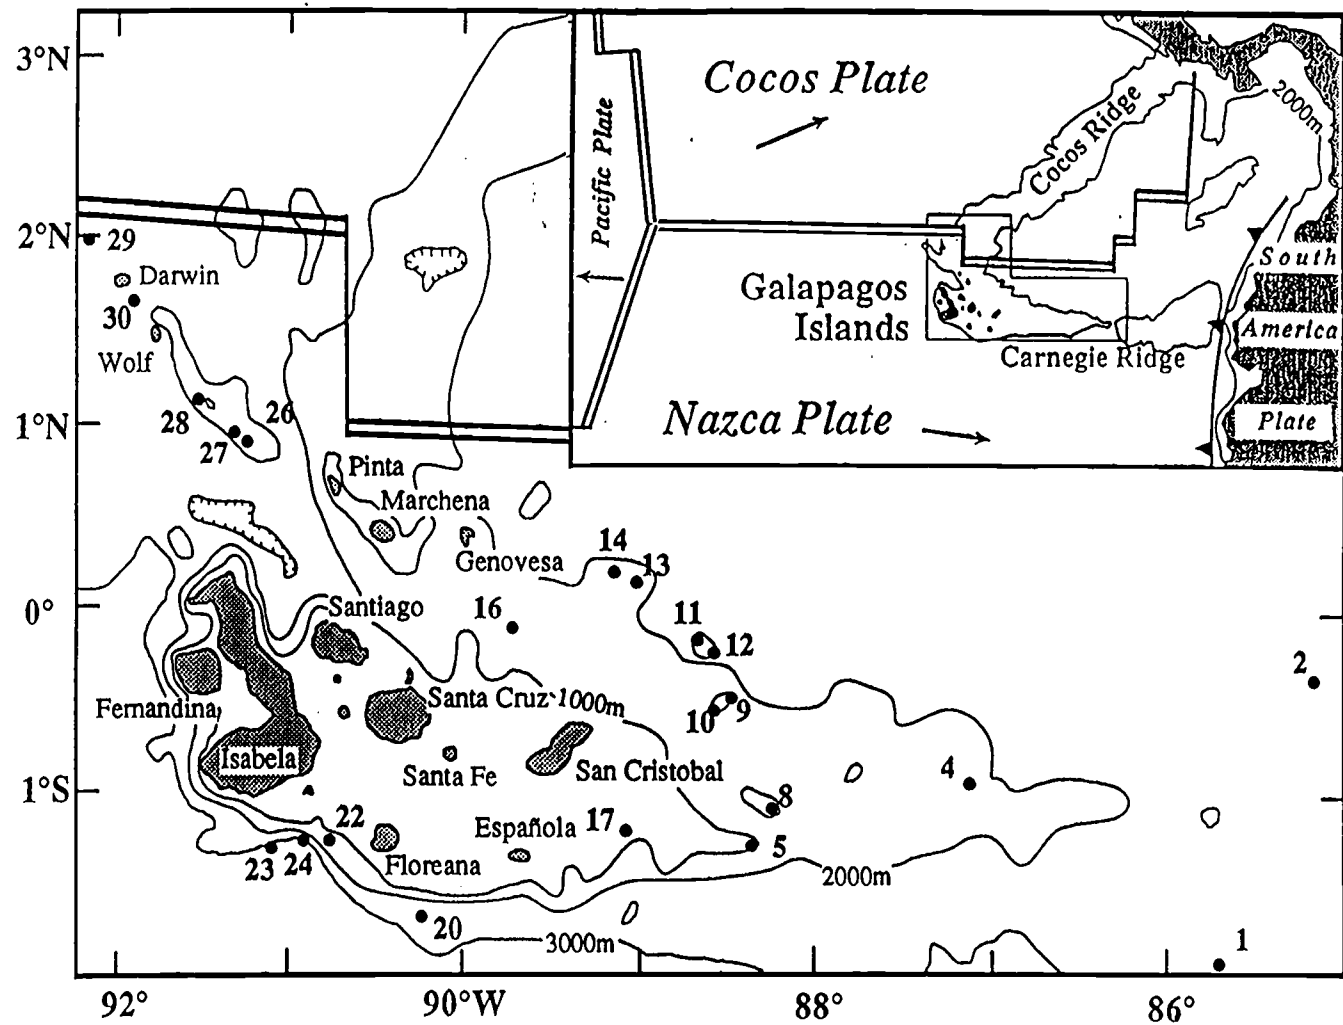 3°N
2°N
1°N
0°
1°S
92°
90°W
88°
86°
Cocos Plate
Pacific Plate
Cocos Ridge
2000m
Galapagos
Islands
Carnegie Ridge
Nazca Plate
South
America
Plate
29
Darwin
30
Wolf
28
26
27
Pinta
Marchena
Genovesa
14
13
16
11
12
2
Santiago
Fernandina
Santa Cruz
1000m
10
9
Isabela
Santa Fe
San Cristobal
4
8
22
Española
17
5
23
24
Floreana
2000m
20
3000m
1